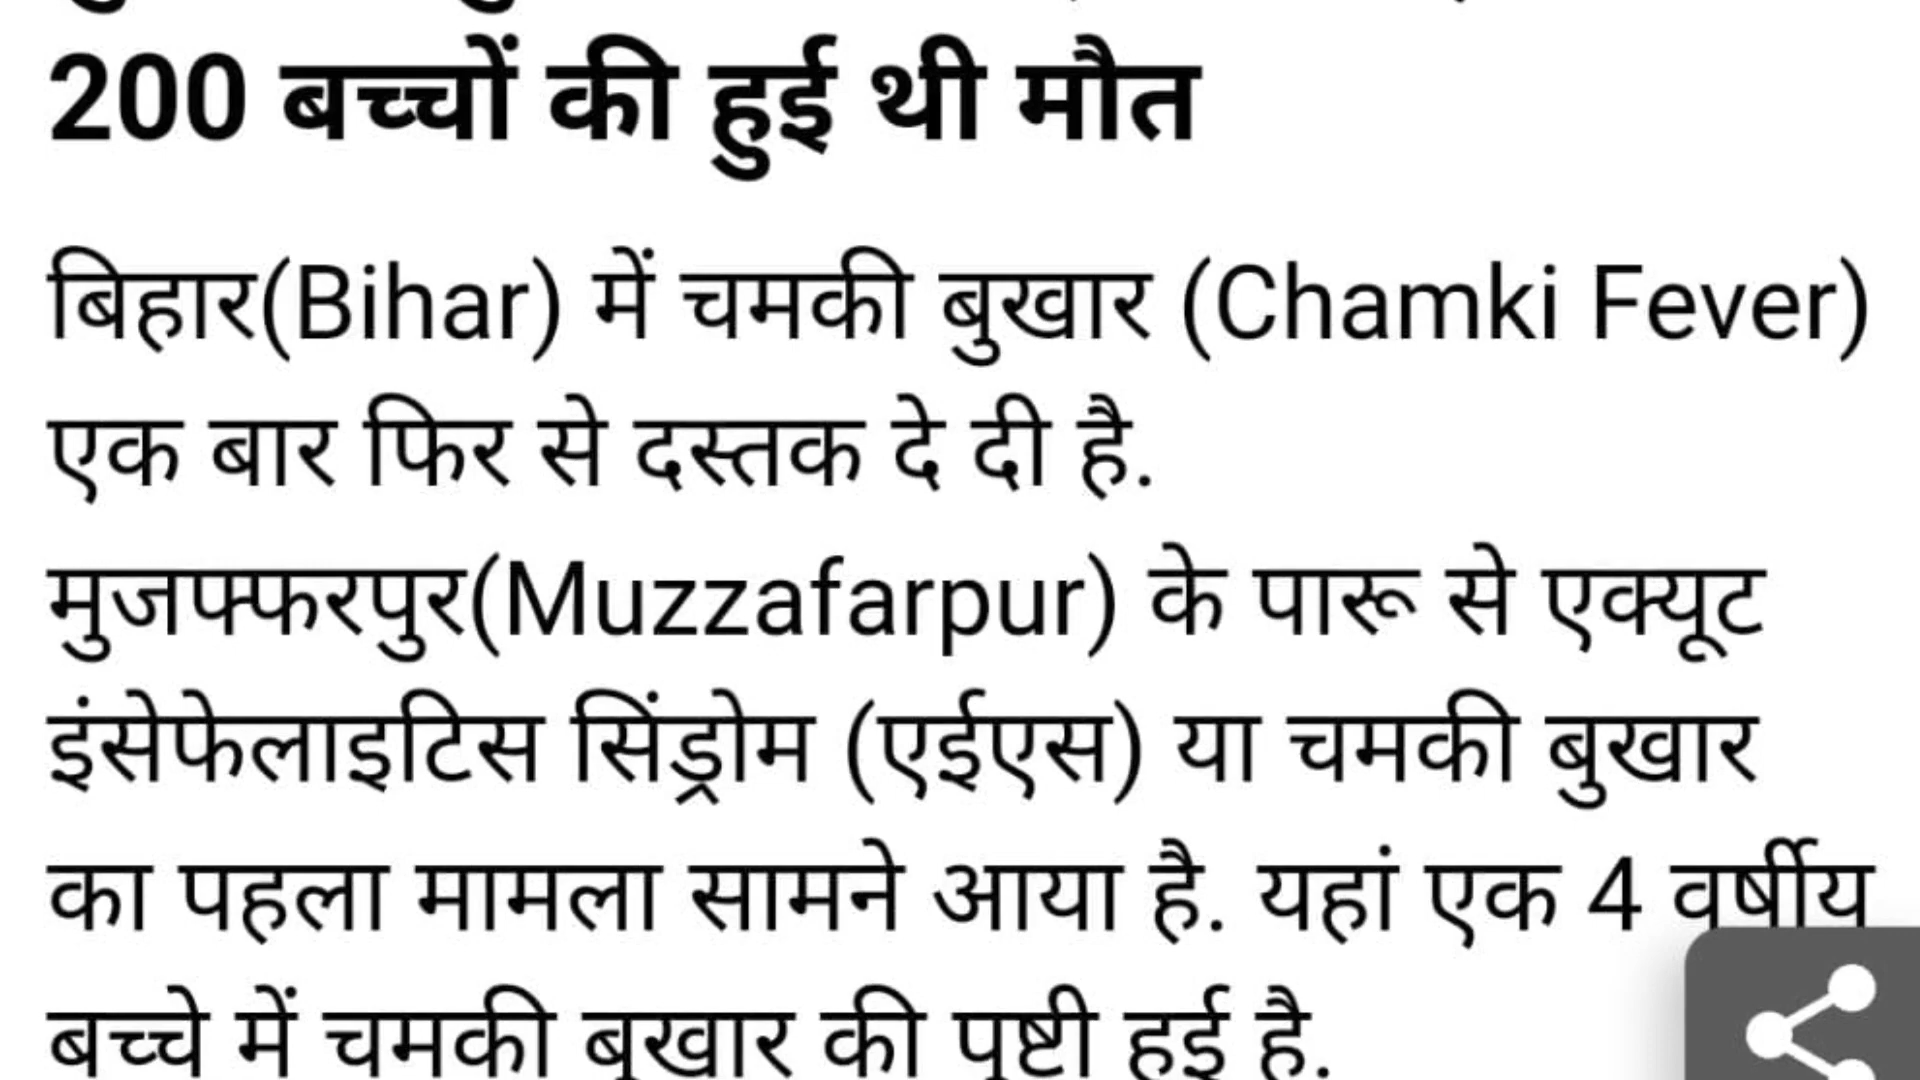 200 बच्चों की हुई थी मौत
बिहार(Bihar) में चमकी बुखार (Chamki Fever)
एक बार फिर से दस्तक दे दी है.
मुजफ्फरपुर(Muzzafarpur) के पारू से एक्यूट
इंसेफेलाइटिस सिंड्रोम (एईएस) या चमकी बुखार
का पहला मामला सामने आया है. यहां एक 4 वर्षीय
बच्चे में चमकी बुखार की पुष्टी हुई है.